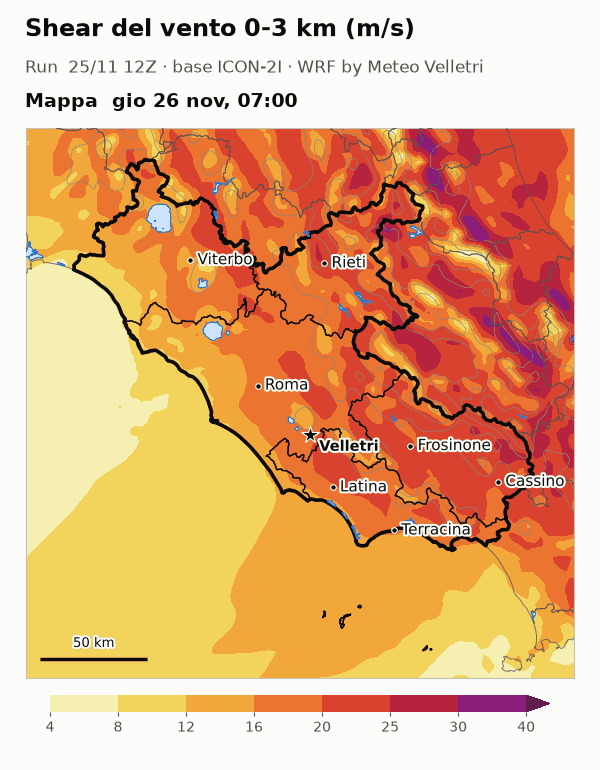 Shear del vento 0-3 km (m/s)
Run  25/11 12Z · base ICON-2I · WRF by Meteo Velletri
Mappa  gio 26 nov, 07:00
Viterbo
Rieti
Roma
Velletri
Frosinone
Latina
Cassino
Terracina
50 km
4 8 12 16 20 25 30 40